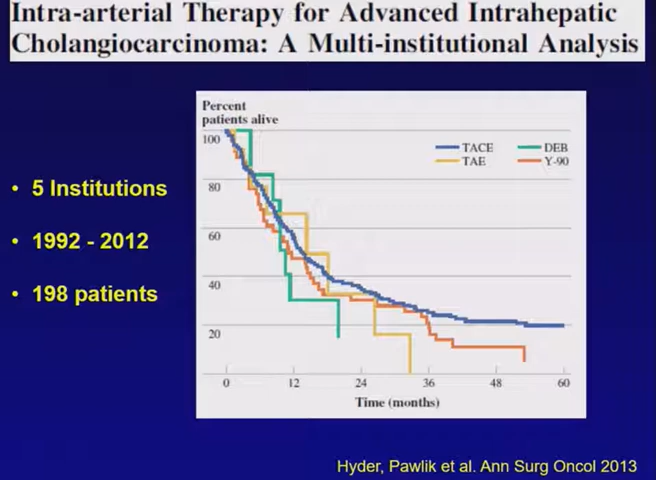 Intra-arterial Therapy for Advanced Intrahepatic
Cholangiocarcinoma: A Multi-institutional Analysis
• 5 Institutions
• 1992 - 2012
• 198 patients
Percent
patients alive
100
80
60
40
20
TACE
DEB
TAE
Y-90
0 12 24 36 48 60
Time (months)
Hyder, Pawlik et al. Ann Surg Oncol 2013